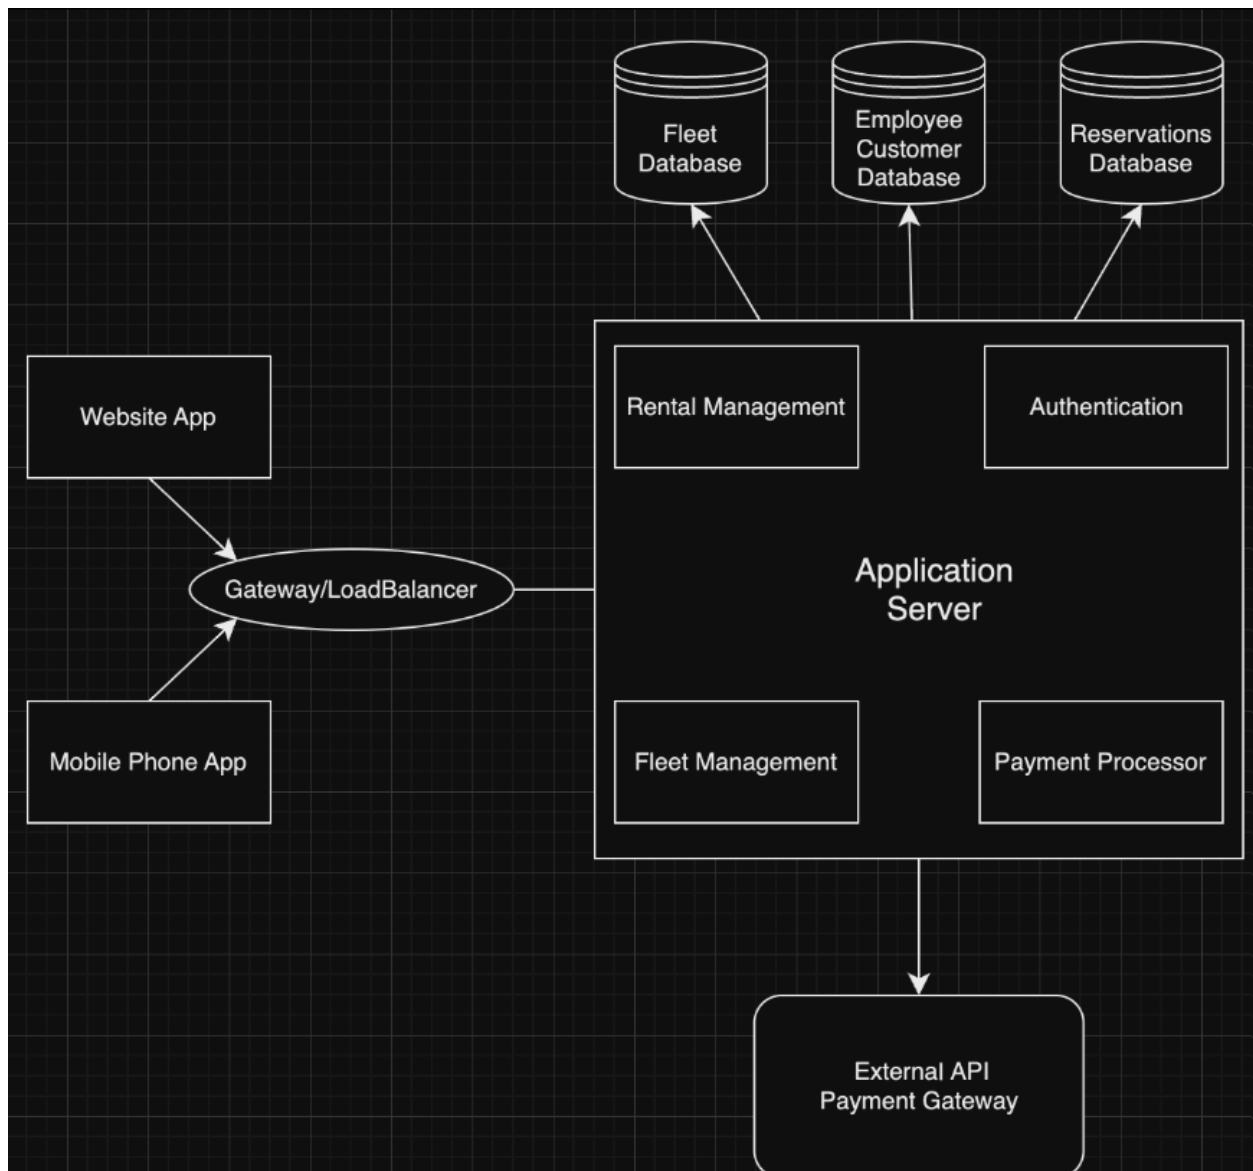 Fleet
Database
Employee
Customer
Database
Reservations
Database
Website App
Rental Management
Authentication
Gateway/LoadBalancer
Application
Server
Mobile Phone App
Fleet Management
Payment Processor
External API
Payment Gateway